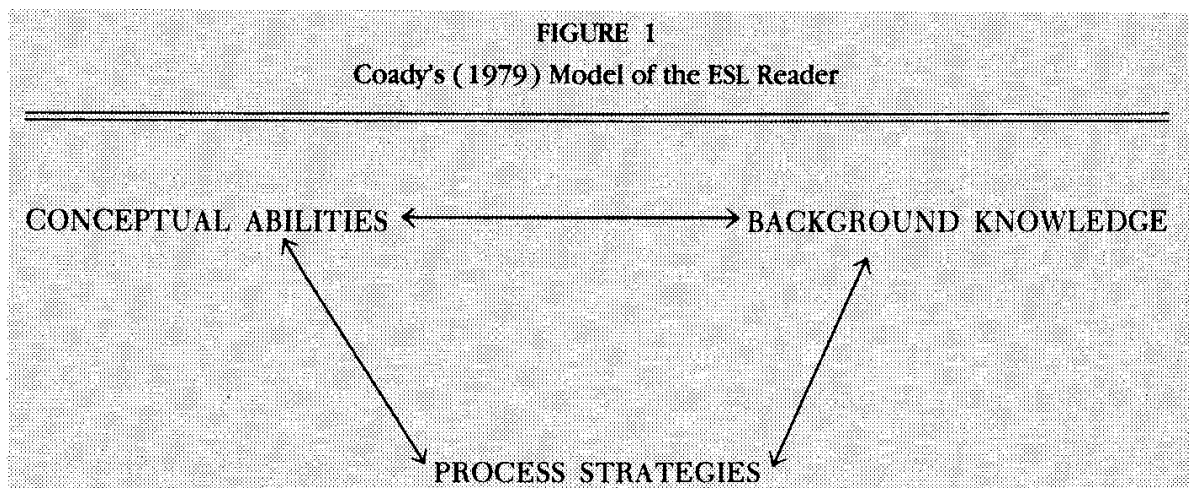 FIGURE 1
Coady's (1979) Model of the ESL Reader
CONCEPTUAL ABILITIES BACKGROUND KNOWLEDGE
PROCESS STRATEGIES